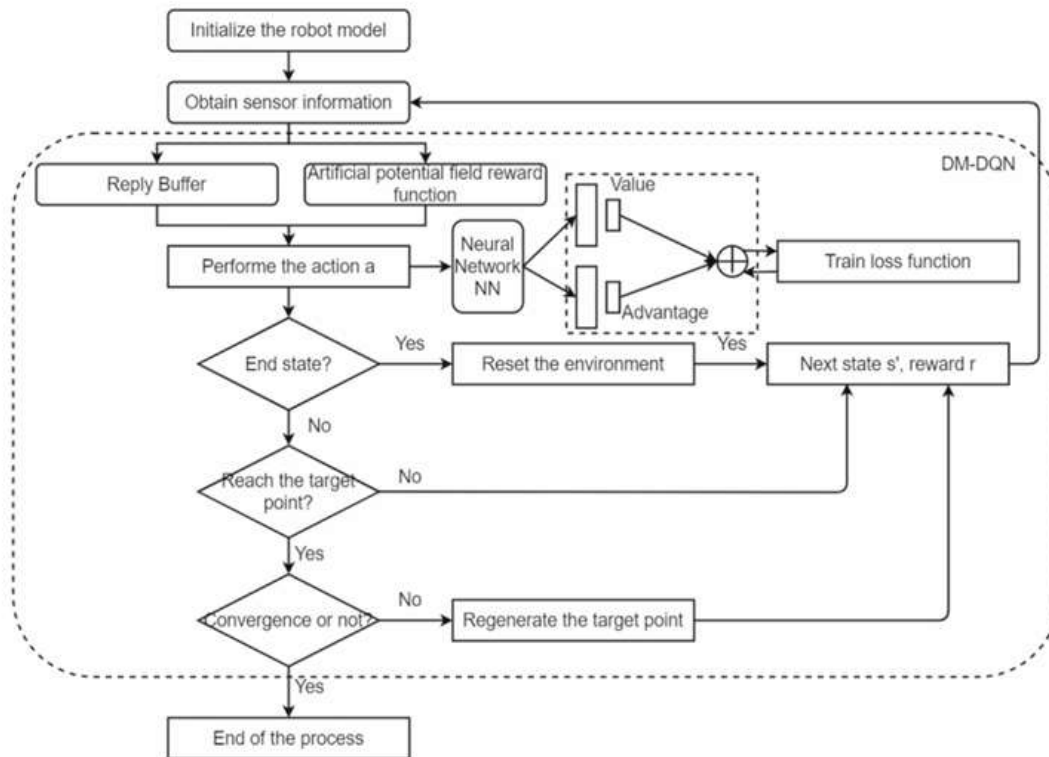 Initialize the robot model
Obtain sensor information
DM-DQN
Reply Buffer
Artificial potential field reward
function
Value
Neural
Network
NN
Performe the action a
Train loss function
Advantage
End state?
Yes
Reset the environment
Yes
Next state s', reward r
No
Reach the target
point?
No
Yes
Convergence or not?
No
Regenerate the target point
Yes
End of the process